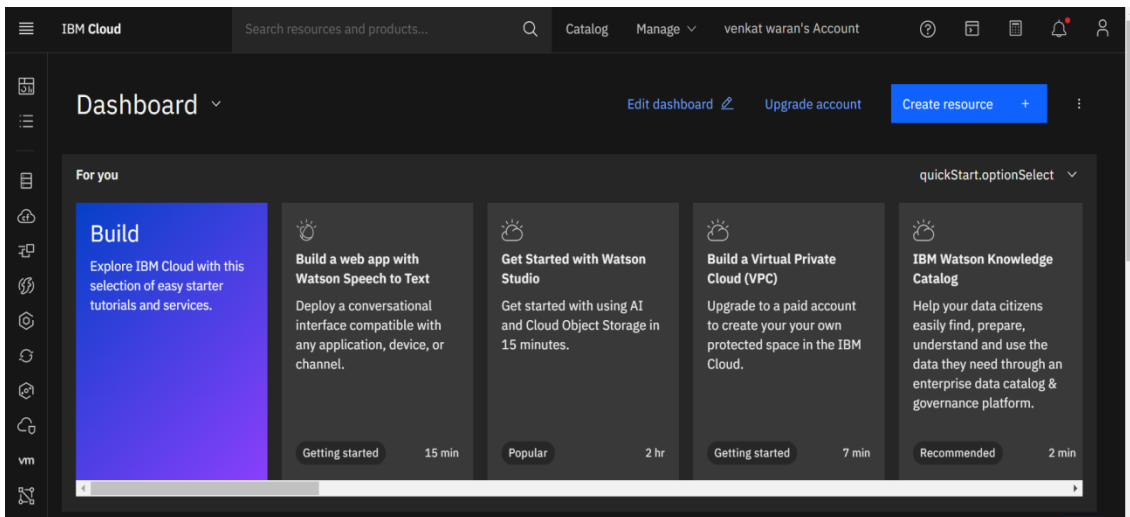 IBM Cloud
Search resources and products...
Catalog
Manage
venkat waran's Account
Dashboard
Edit dashboard
Upgrade account
Create resource +
For you
quickStart.optionSelect
Build
Explore IBM Cloud with this
selection of easy starter
tutorials and services.
Build a web app with
Watson Speech to Text
Deploy a conversational
interface compatible with
any application, device, or
channel.
Getting started
15 min
Get Started with Watson
Studio
Get started with using AI
and Cloud Object Storage in
15 minutes.
Popular
2 hr
Build a Virtual Private
Cloud (VPC)
Upgrade to a paid account
to create your your own
protected space in the IBM
Cloud.
Getting started
7 min
IBM Watson Knowledge
Catalog
Help your data citizens
easily find, prepare,
understand and use the
data they need through an
enterprise data catalog &
governance platform.
Recommended
2 min
vm